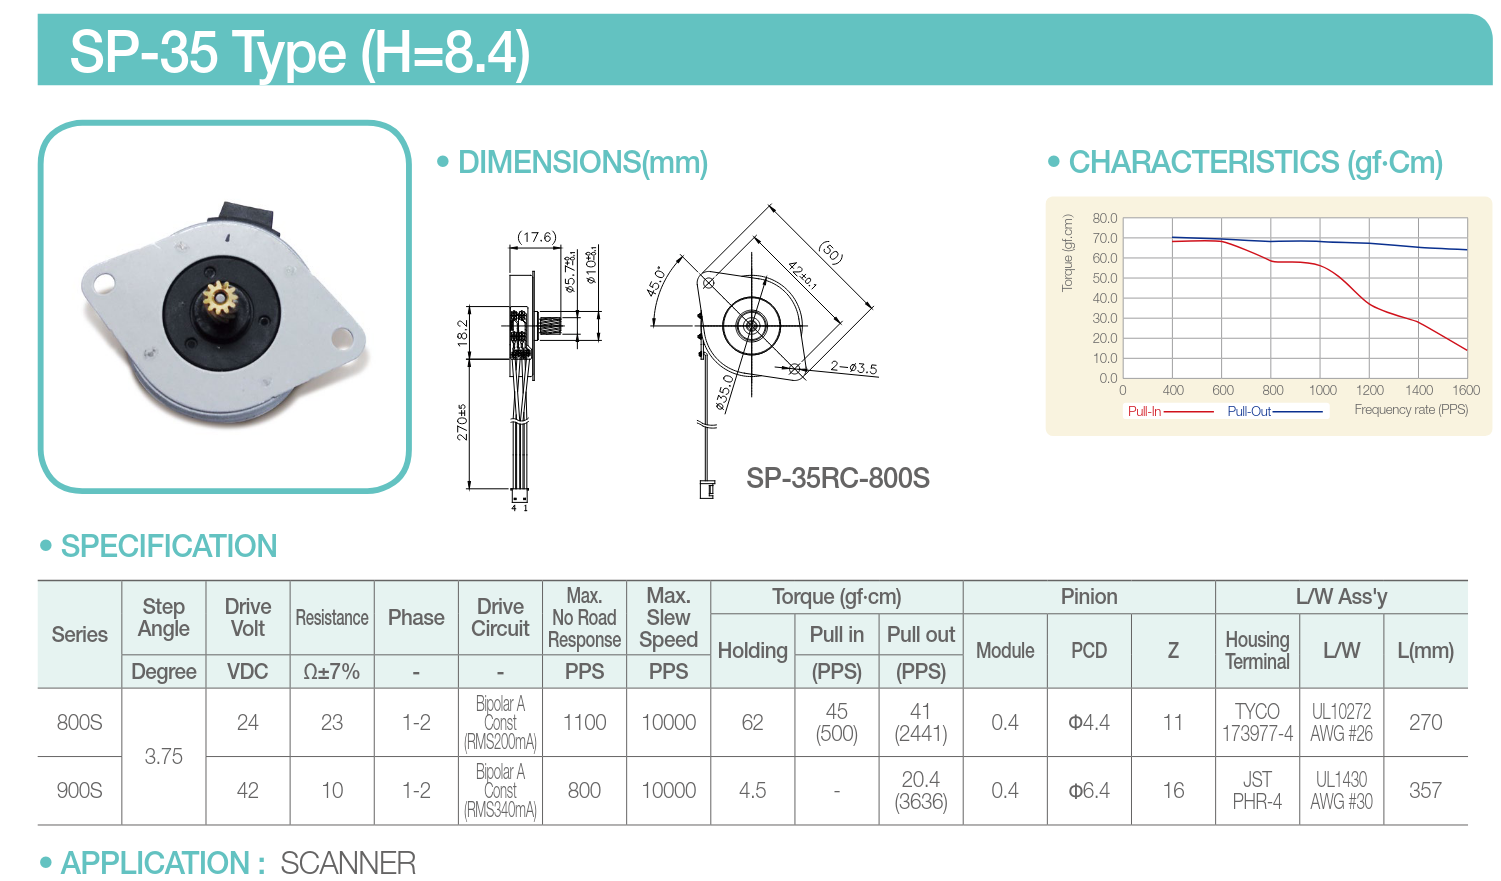 SP-35 Type (H=8.4)
• DIMENSIONS(mm)
(17.6)
ø5.7±0.1
ø10±0.1
18.2
270±5
4 1
45.0°
(50)
42±0.1
ø35.0
2-ø3.5
SP-35RC-800S
• CHARACTERISTICS (gf·Cm)
Torque (gf.cm)
80.0
70.0
60.0
50.0
40.0
30.0
20.0
10.0
0.0
0 400 600 800 1000 1200 1400 1600
Pull-In Pull-Out Frequency rate (PPS)
• SPECIFICATION
Series
Step
Angle
Degree
Drive
Volt
VDC
Resistance
Ω±7%
Phase
-
Drive
Circuit
-
Max.
No Road
Response
PPS
Max.
Slew
Speed
PPS
Torque (gf·cm)
Holding
Pull in
(PPS)
Pull out
(PPS)
Pinion
Module PCD Z
L/W Ass'y
Housing
Terminal
L/W
L(mm)
800S
3.75
24
23
1-2
Bipolar A
Const
(RMS200mA)
1100
10000
62
45
(500)
41
(2441)
0.4
Φ4.4
11
TYCO
173977-4
UL10272
AWG #26
270
900S
42
10
1-2
Bipolar A
Const
(RMS340mA)
800
10000
4.5
-
20.4
(3636)
0.4
Φ6.4
16
JST
PHR-4
UL1430
AWG #30
357
• APPLICATION : SCANNER